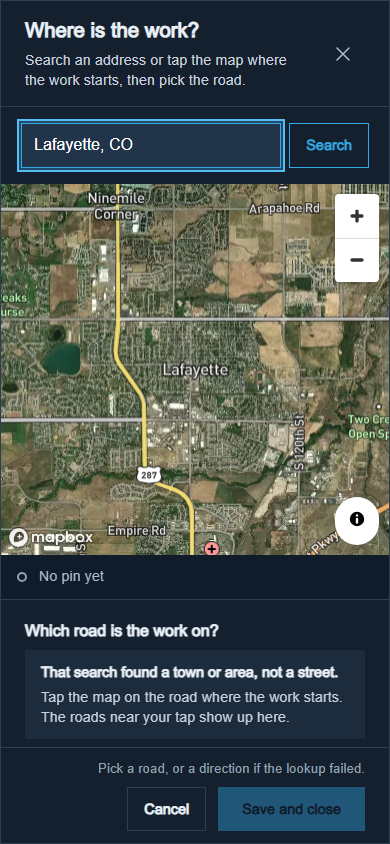 Where is the work?
Search an address or tap the map where
the work starts, then pick the road.
Lafayette, CO
Search
Ninemile
Corner
Arapahoe Rd
Lafayette
S 120th St
Open Sp
287
Empire Rd
mapbox
No pin yet
Which road is the work on?
That search found a town or area, not a street.
Tap the map on the road where the work starts.
The roads near your tap show up here.
Pick a road, or a direction if the lookup failed.
Cancel
Save and close